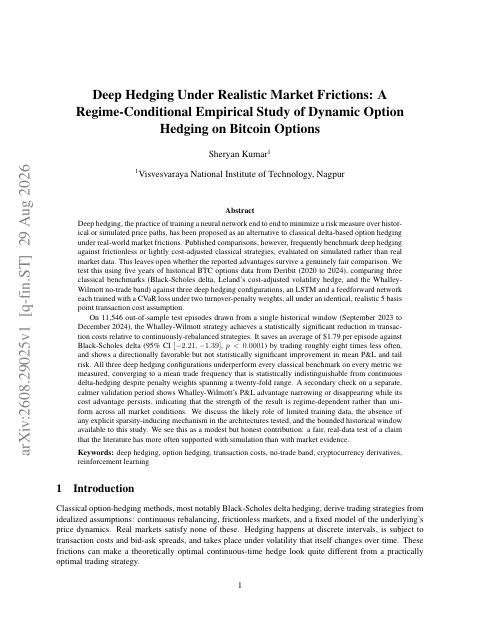 Deep Hedging Under Realistic Market Frictions: A
Regime-Conditional Empirical Study of Dynamic Option
Hedging on Bitcoin Options
Sheryan Kumar1
1Visvesvaraya National Institute of Technology, Nagpur
Abstract
Deep hedging, the practice of training a neural network end to end to minimize a risk measure over histor-
ical or simulated price paths, has been proposed as an alternative to classical delta-based option hedging
under real-world market frictions. Published comparisons, however, frequently benchmark deep hedging
against frictionless or lightly cost-adjusted classical strategies, evaluated on simulated rather than real
market data. This leaves open whether the reported advantages survive a genuinely fair comparison. We
test this using five years of historical BTC options data from Deribit (2020 to 2024), comparing three
classical benchmarks (Black-Scholes delta, Leland's cost-adjusted volatility hedge, and the Whalley-
Wilmott no-trade band) against three deep hedging configurations, an LSTM and a feedforward network
each trained with a CVaR loss under two turnover-penalty weights, all under an identical, realistic 5 basis
point transaction cost assumption.
On 11,546 out-of-sample test episodes drawn from a single historical window (September 2023 to
December 2024), the Whalley-Wilmott strategy achieves a statistically significant reduction in transac-
tion costs relative to continuously-rebalanced strategies. It saves an average of $1.79 per episode against
Black-Scholes delta (95% CI [−2.21, −1.39], p < 0.0001) by trading roughly eight times less often,
and shows a directionally favorable but not statistically significant improvement in mean P&L and tail
risk. All three deep hedging configurations underperform every classical benchmark on every metric we
measured, converging to a mean trade frequency that is statistically indistinguishable from continuous
delta-hedging despite penalty weights spanning a twenty-fold range. A secondary check on a separate,
calmer validation period shows Whalley-Wilmott's P&L advantage narrowing or disappearing while its
cost advantage persists, indicating that the strength of the result is regime-dependent rather than uni-
form across all market conditions. We discuss the likely role of limited training data, the absence of
any explicit sparsity-inducing mechanism in the architectures tested, and the bounded historical window
available to this study. We see this as a modest but honest contribution: a fair, real-data test of a claim
that the literature has more often supported with simulation than with market evidence.
Keywords: deep hedging, option hedging, transaction costs, no-trade band, cryptocurrency derivatives,
reinforcement learning
1 Introduction
Classical option-hedging methods, most notably Black-Scholes delta hedging, derive trading strategies from
idealized assumptions: continuous rebalancing, frictionless markets, and a fixed model of the underlying's
price dynamics. Real markets satisfy none of these. Hedging happens at discrete intervals, is subject to
transaction costs and bid-ask spreads, and takes place under volatility that itself changes over time. These
frictions can make a theoretically optimal continuous-time hedge look quite different from a practically
optimal trading strategy.
1
arXiv:2608.29025v1 [q-fin.ST] 29 Aug 2026